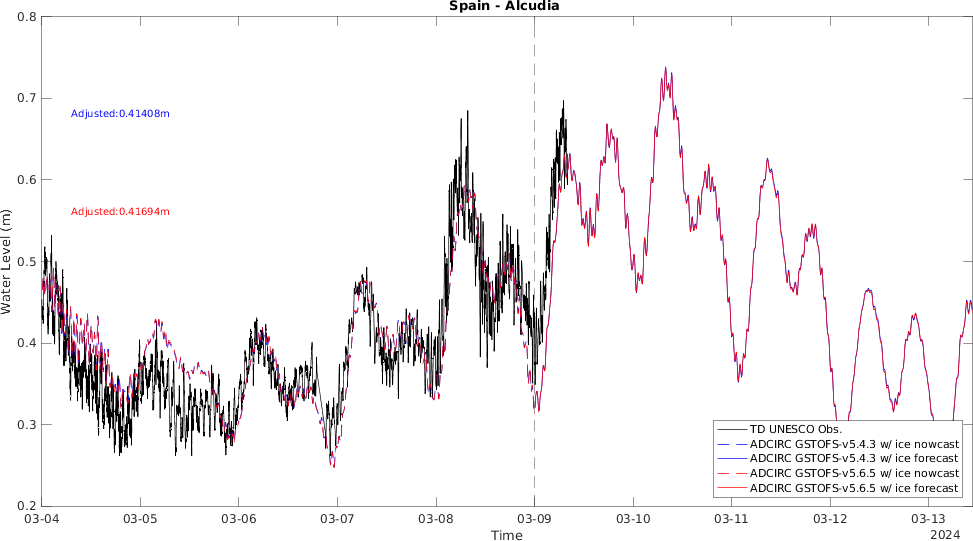 Spain - Alcudia
0.8
0.7
0.6
0.5
0.4
0.3
0.2
Water Level (m)
Adjusted:0.41408m
Adjusted:0.41694m
TD UNESCO Obs.
ADCIRC GSTOFS-v5.4.3 w/ ice nowcast
ADCIRC GSTOFS-v5.4.3 w/ ice forecast
ADCIRC GSTOFS-v5.6.5 w/ ice nowcast
ADCIRC GSTOFS-v5.6.5 w/ ice forecast
03-04 03-05 03-06 03-07 03-08 03-09 03-10 03-11 03-12 03-13
Time
2024